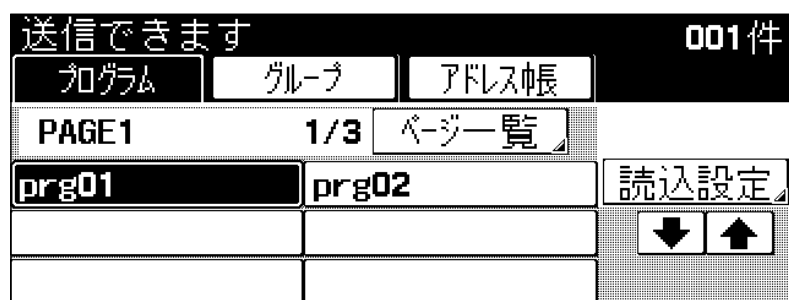 送信できます 001件
プログラム グループ アドレス帳
PAGE1 1/3 ページ一覧
prg01 prg02 読込設定